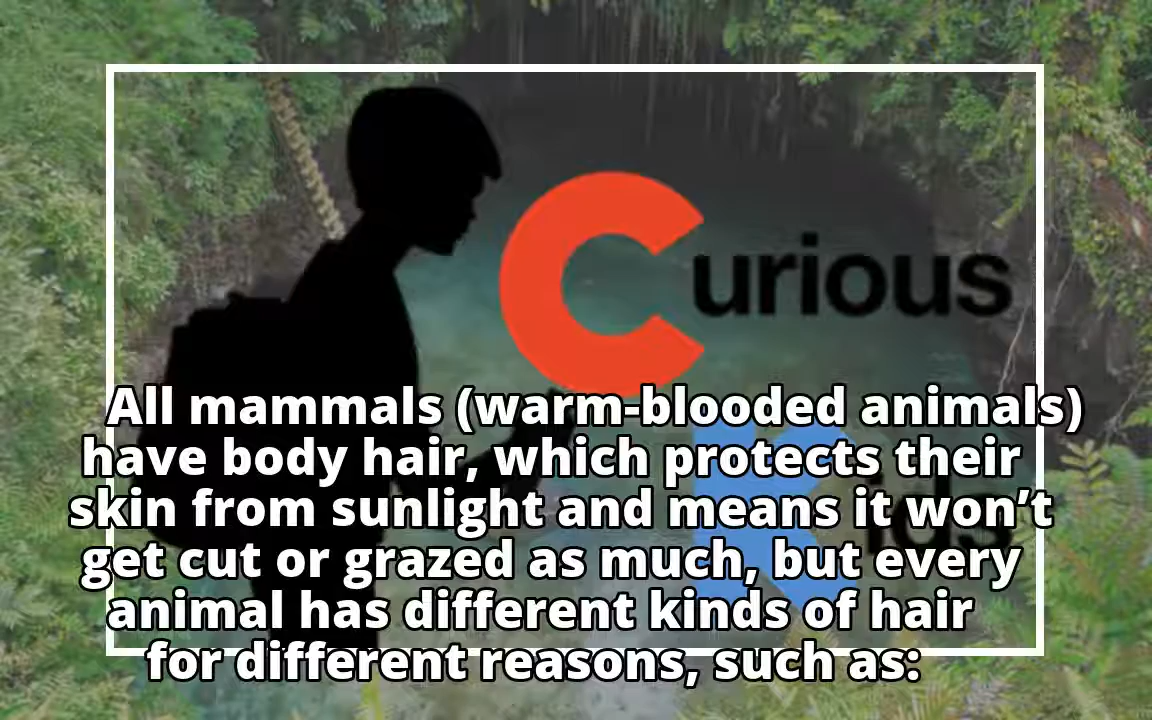 Curious
Kids
All mammals (warm-blooded animals)
have body hair, which protects their
skin from sunlight and means it won’t
get cut or grazed as much, but every
animal has different kinds of hair
for different reasons, such as: